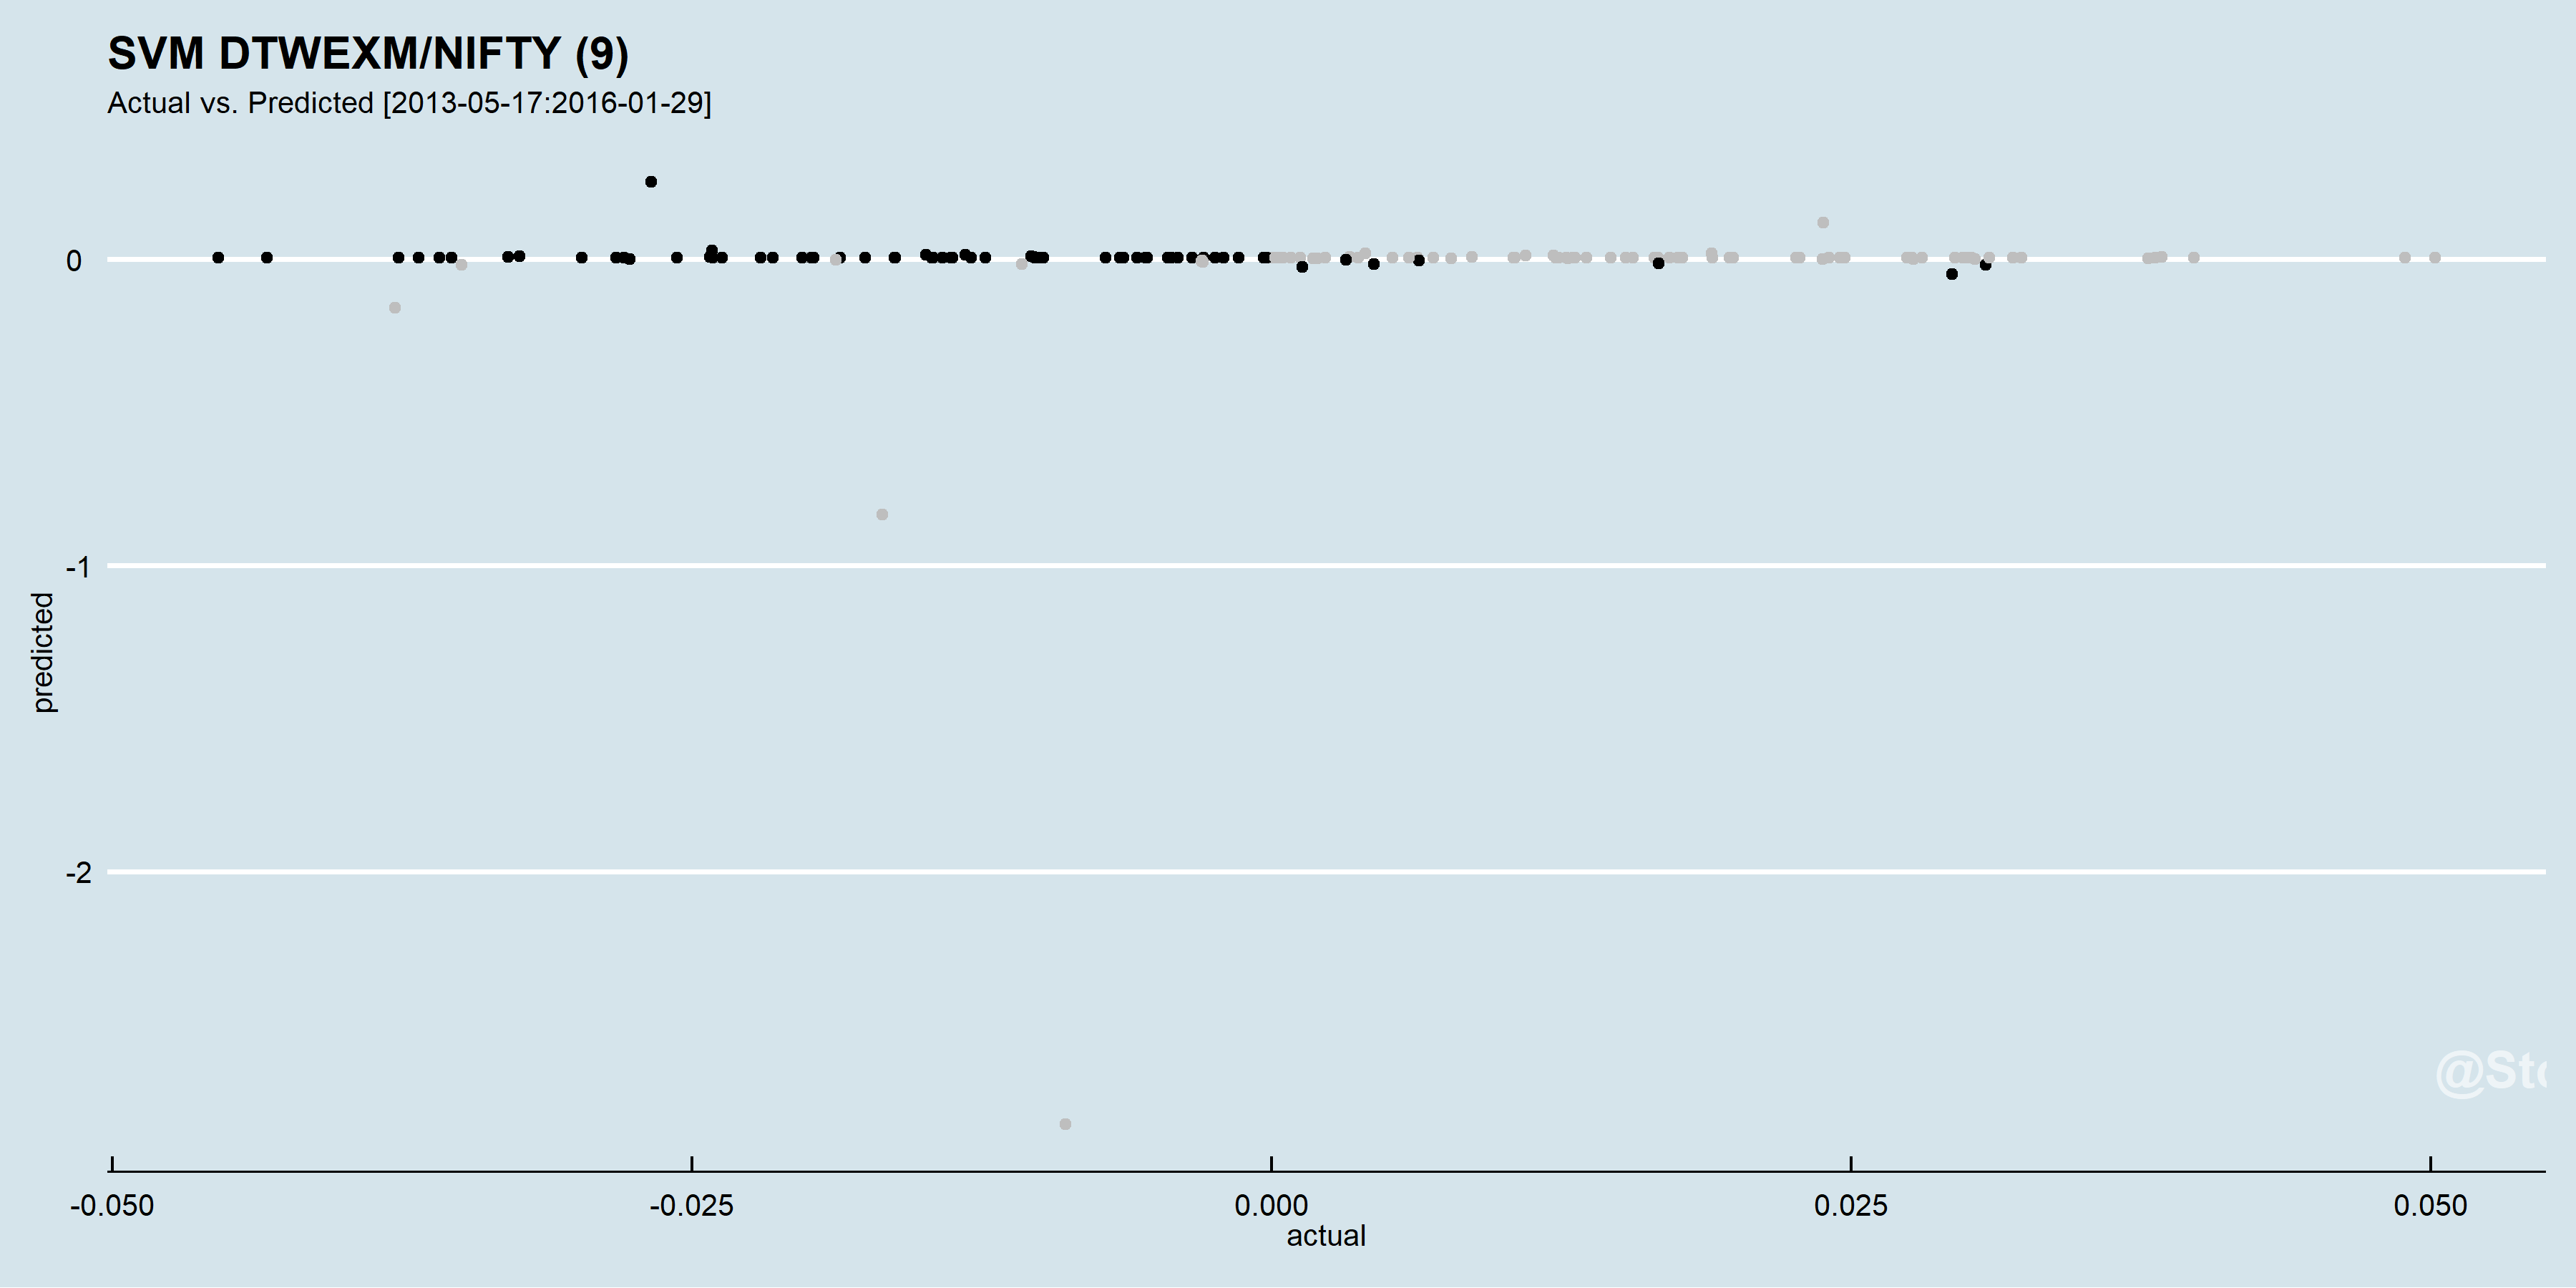 SVM DTWEXM/NIFTY (9)
Actual vs. Predicted [2013-05-17:2016-01-29]
0
-1
predicted
-2
-0.050 -0.025 0.000 0.025 0.050
actual